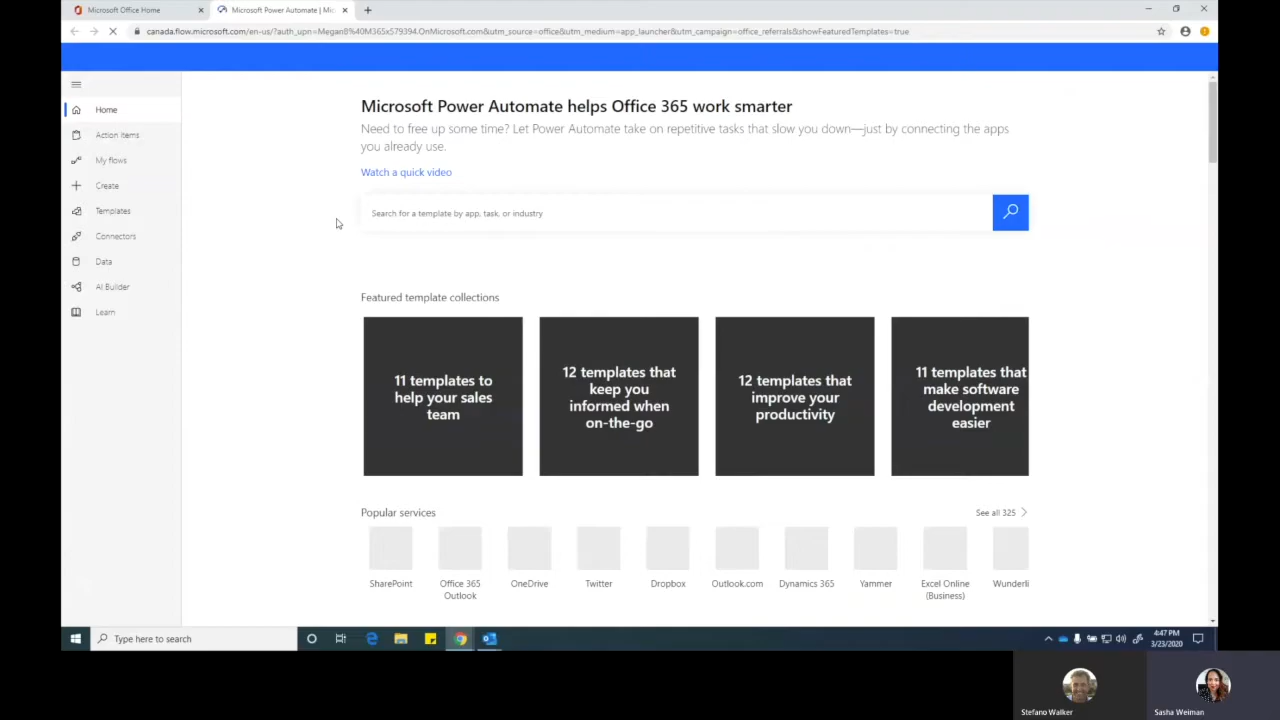 Microsoft Office Home
Microsoft Power Automate | Mic
canada.flow.microsoft.com/en-us/?auth_upn=MeganB%40M365x579394.OnMicrosoft.com&utm_source=office&utm_medium=app_launcher&utm_campaign=office_referrals&showFeaturedTemplates=true
Home
Action items
My flows
Create
Templates
Connectors
Data
AI Builder
Learn
Microsoft Power Automate helps Office 365 work smarter
Need to free up some time? Let Power Automate take on repetitive tasks that slow you down—just by connecting the apps
you already use.
Watch a quick video
Search for a template by app, task, or industry
Featured template collections
11 templates to
help your sales
team
12 templates that
keep you
informed when
on-the-go
12 templates that
improve your
productivity
11 templates that
make software
development
easier
Popular services
See all 325
SharePoint
Office 365
Outlook
OneDrive
Twitter
Dropbox
Outlook.com
Dynamics 365
Yammer
Excel Online
(Business)
Wunderli
Type here to search
4:47 PM
3/23/2020
Stefano Walker
Sasha Weiman